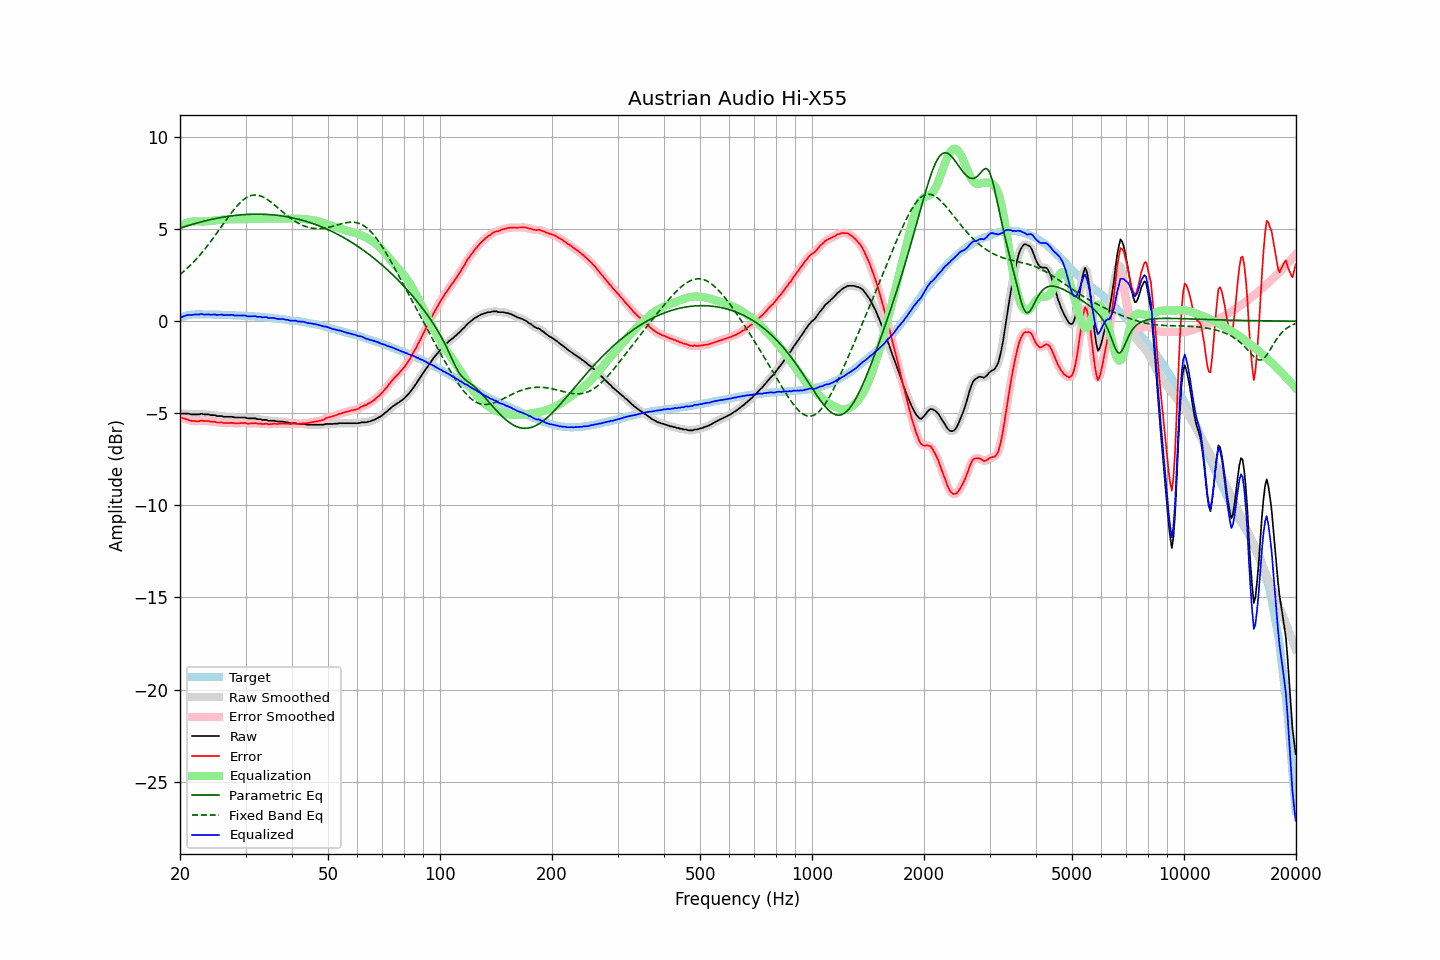 Austrian Audio Hi-X55
10
5
0
−5
−10
−15
−20
−25
Amplitude (dBr)
Target
Raw Smoothed
Error Smoothed
Raw
Error
Equalization
Parametric Eq
Fixed Band Eq
Equalized
20 50 100 200 500 1000 2000 5000 10000 20000
Frequency (Hz)